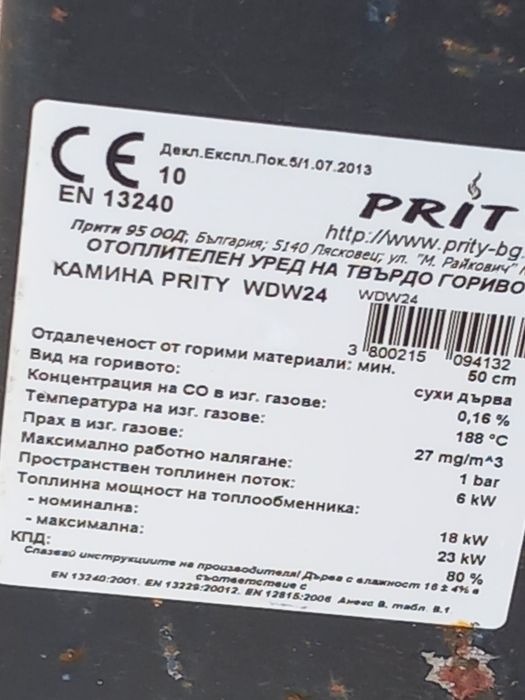 CE Декл.Експл.Пок.5/1.07.2013
10
EN 13240
PRIT
http://www.prity-bg.
Прити 95 ООД, България; 5140 Лясковец; ул. "М. Райкович"
ОТОПЛИТЕЛЕН УРЕД НА ТВЪРДО ГОРИВО
КАМИНА PRITY WDW24
WDW24
3 800215 094132
Отдалеченост от горими материали: мин. 50 cm
Вид на горивото: сухи дърва
Концентрация на CO в изг. газове: 0,16 %
Температура на изг. газове: 188 °C
Прах в изг. газове: 27 mg/m^3
Максимално работно налягане: 1 bar
Пространствен топлинен поток: 6 kW
Топлинна мощност на топлообменника:
- номинална: 18 kW
- максимална: 23 kW
КПД: 80 %
Спазвай инструкциите на производителя! Дърва с влажност 16 ± 4% в
съответствие с
EN 13240:2001. EN 13229:20012. EN 12815:2006 Анекс В, табл. В.1